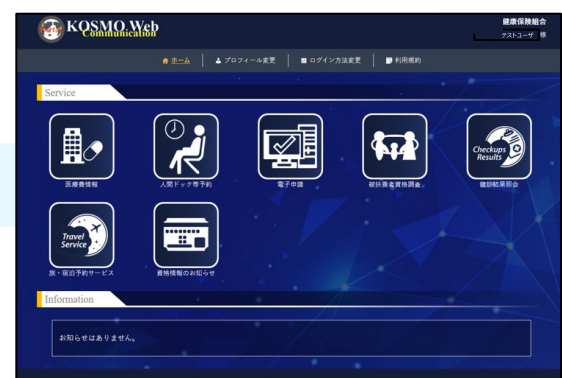 KOSMO Web
Communication
健康保険組合
テストユーザ 様
ホーム
プロフィール変更
ログイン方法変更
利用規約
Service
医療費情報
人間ドック等予約
電子申請
被扶養者資格調査
Checkups
Results
健診結果照会
Travel
Service
旅・宿泊予約サービス
資格情報のお知らせ
Information
お知らせはありません。